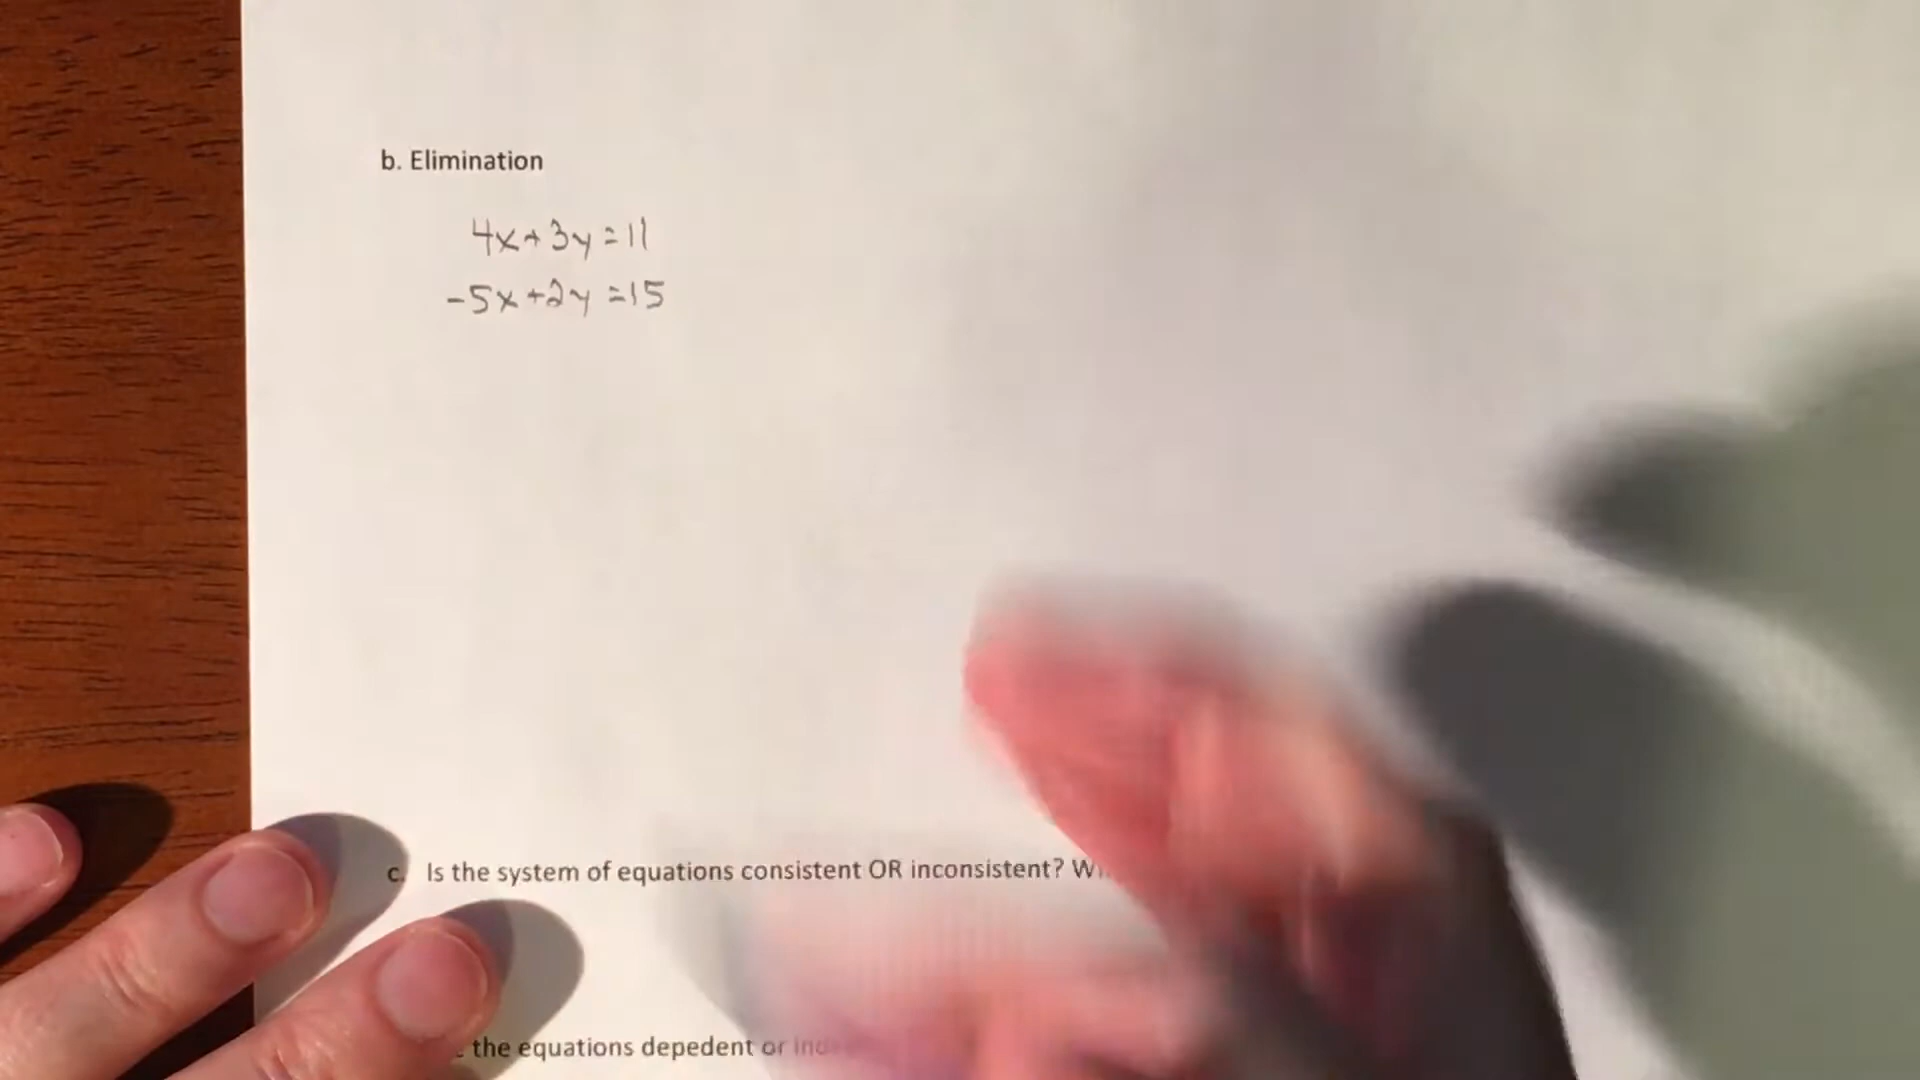 b. Elimination
4x+3y=11
-5x+2y=15
c. Is the system of equations consistent OR inconsistent?
the equations depedent or